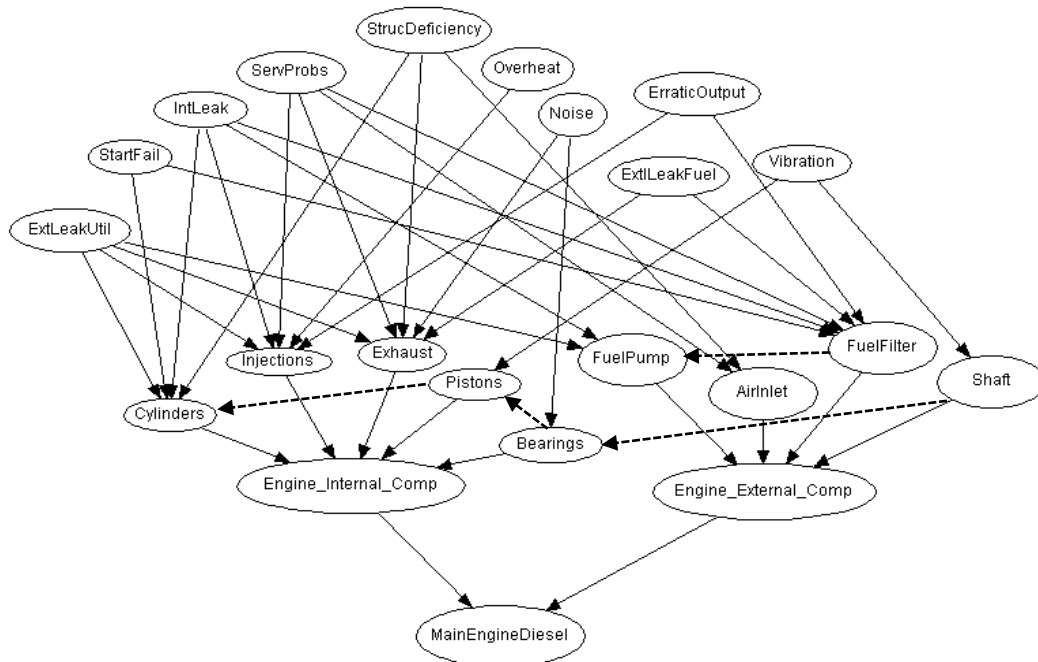 StrucDeficiency
Overheat
ServProbs
ErraticOutput
IntLeak
Noise
StartFail
Vibration
ExtlLeakFuel
ExtLeakUtil
Injections
Exhaust
FuelPump
FuelFilter
Pistons
Shaft
AirInlet
Cylinders
Bearings
Engine_Internal_Comp
Engine_External_Comp
MainEngineDiesel